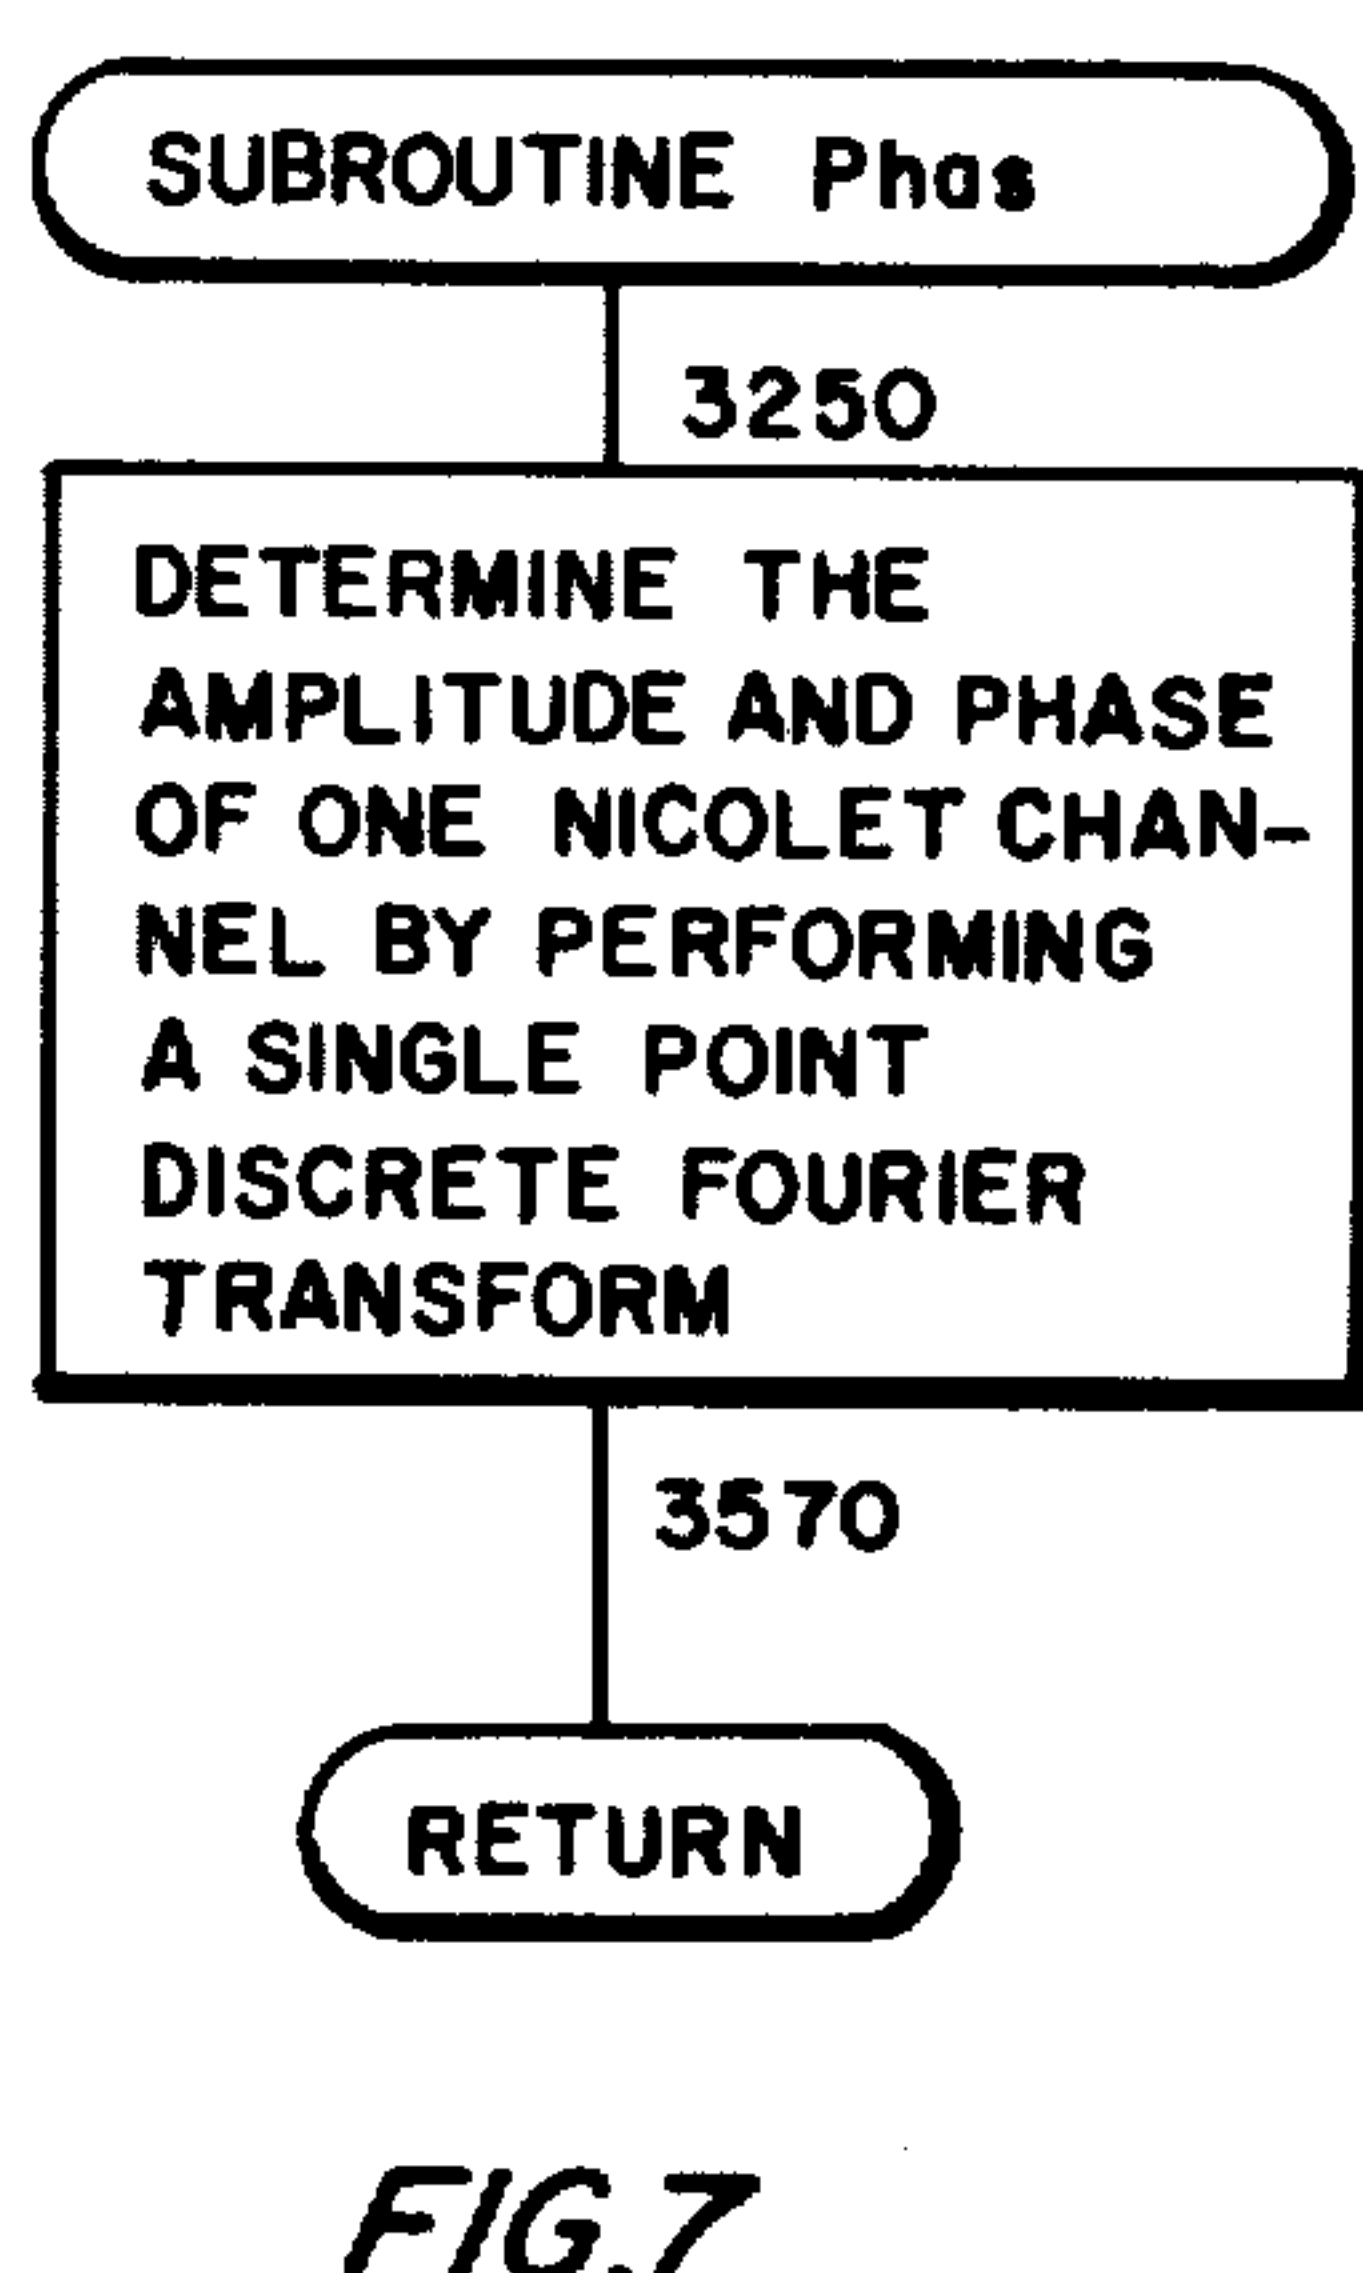 SUBROUTINE Phas
3250
DETERMINE THE
AMPLITUDE AND PHASE
OF ONE NICOLET CHAN-
NEL BY PERFORMING
A SINGLE POINT
DISCRETE FOURIER
TRANSFORM
3570
RETURN
FIG.7